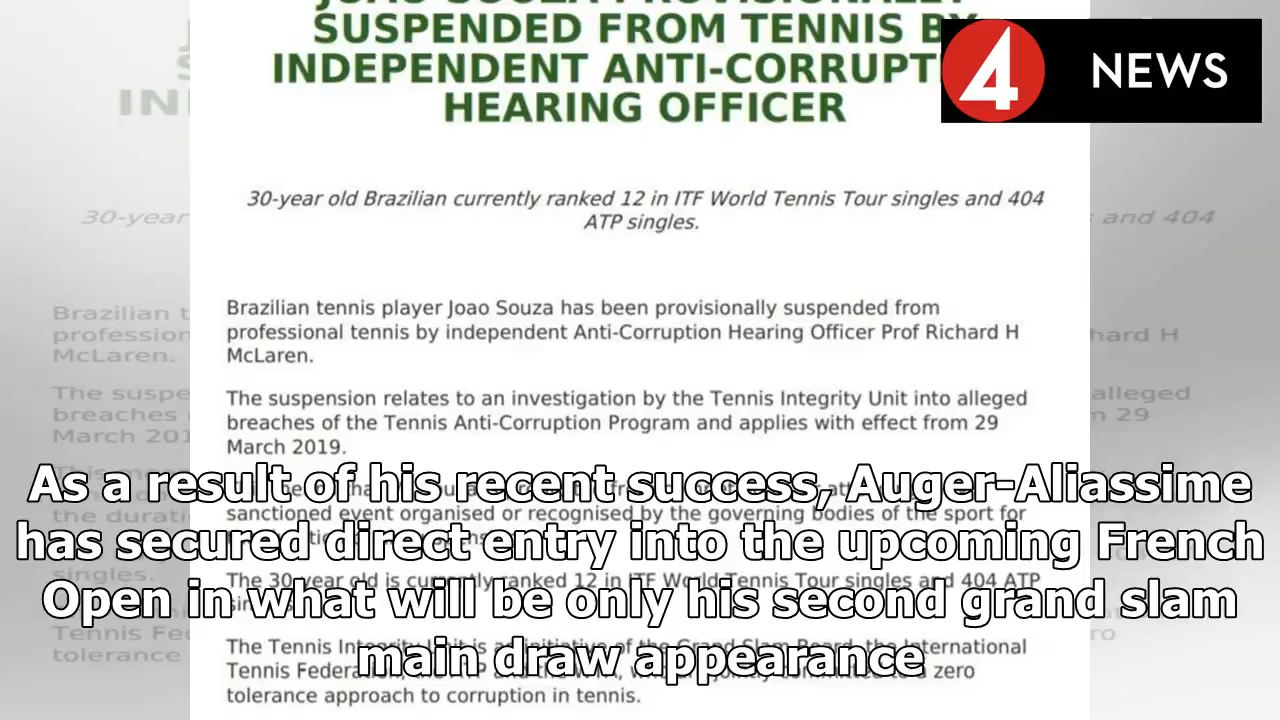 SUSPENDED FROM TENNIS BY
INDEPENDENT ANTI-CORRUPTI
HEARING OFFICER
4 NEWS
30-year old Brazilian currently ranked 12 in ITF World Tennis Tour singles and 404
ATP singles.
Brazilian tennis player Joao Souza has been provisionally suspended from
professional tennis by independent Anti-Corruption Hearing Officer Prof Richard H
McLaren.
The suspension relates to an investigation by the Tennis Integrity Unit into alleged
breaches of the Tennis Anti-Corruption Program and applies with effect from 29
March 2019.
sanctioned event organised or recognised by the governing bodies of the sport for
The 30-year old is currently ranked 12 in ITF World Tennis Tour singles and 404 ATP
The Tennis Integrity Unit is an initiative of the Grand Slam Board, the International
Tennis Federation,
zero
tolerance approach to corruption in tennis.
As a result of his recent success, Auger-Aliassime
has secured direct entry into the upcoming French
Open in what will be only his second grand slam
main draw appearance